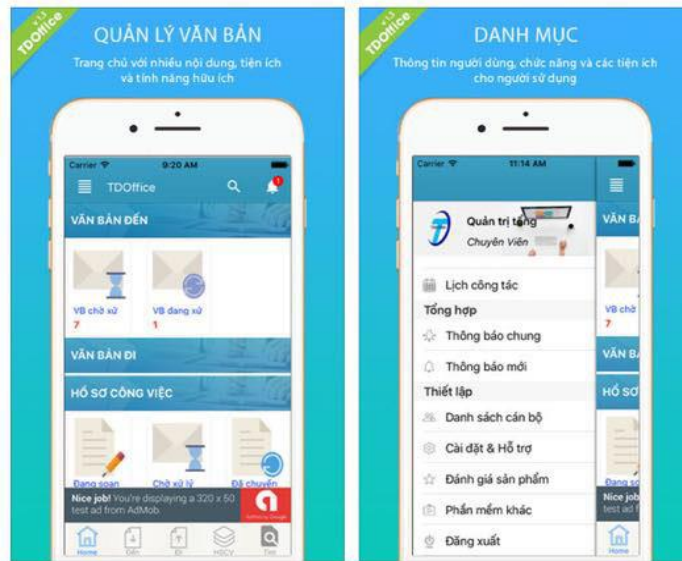 v1.3
TDOffice
QUẢN LÝ VĂN BẢN
Trang chủ với nhiều nội dung, tiện ích
và tính năng hữu ích
Carrier 9:20 AM
TDOffice
1
VĂN BẢN ĐẾN
VB chờ xử
7
VB đang xử
1
VĂN BẢN ĐI
HỒ SƠ CÔNG VIỆC
Đang soạn
Chờ xử lý
Đã chuyển
Nice job! You're displaying a 320 x 50
test ad from AdMob.
AdMob by Google
Home
Đến
Đi
HSCV
Tìm
v1.3
TDOffice
DANH MỤC
Thông tin người dùng, chức năng và các tiện ích
cho người sử dụng
Carrier 11:14 AM
Quản trị tổng
Chuyên Viên
Lịch công tác
Tổng hợp
Thông báo chung
Thông báo mới
Thiết lập
Danh sách cán bộ
Cài đặt & Hỗ trợ
Đánh giá sản phẩm
Phần mềm khác
Đăng xuất
VĂN BẢ
VB chờ
7
VĂN BẢ
HỒ SƠ
Đang so
Nice job
test ad f
Home